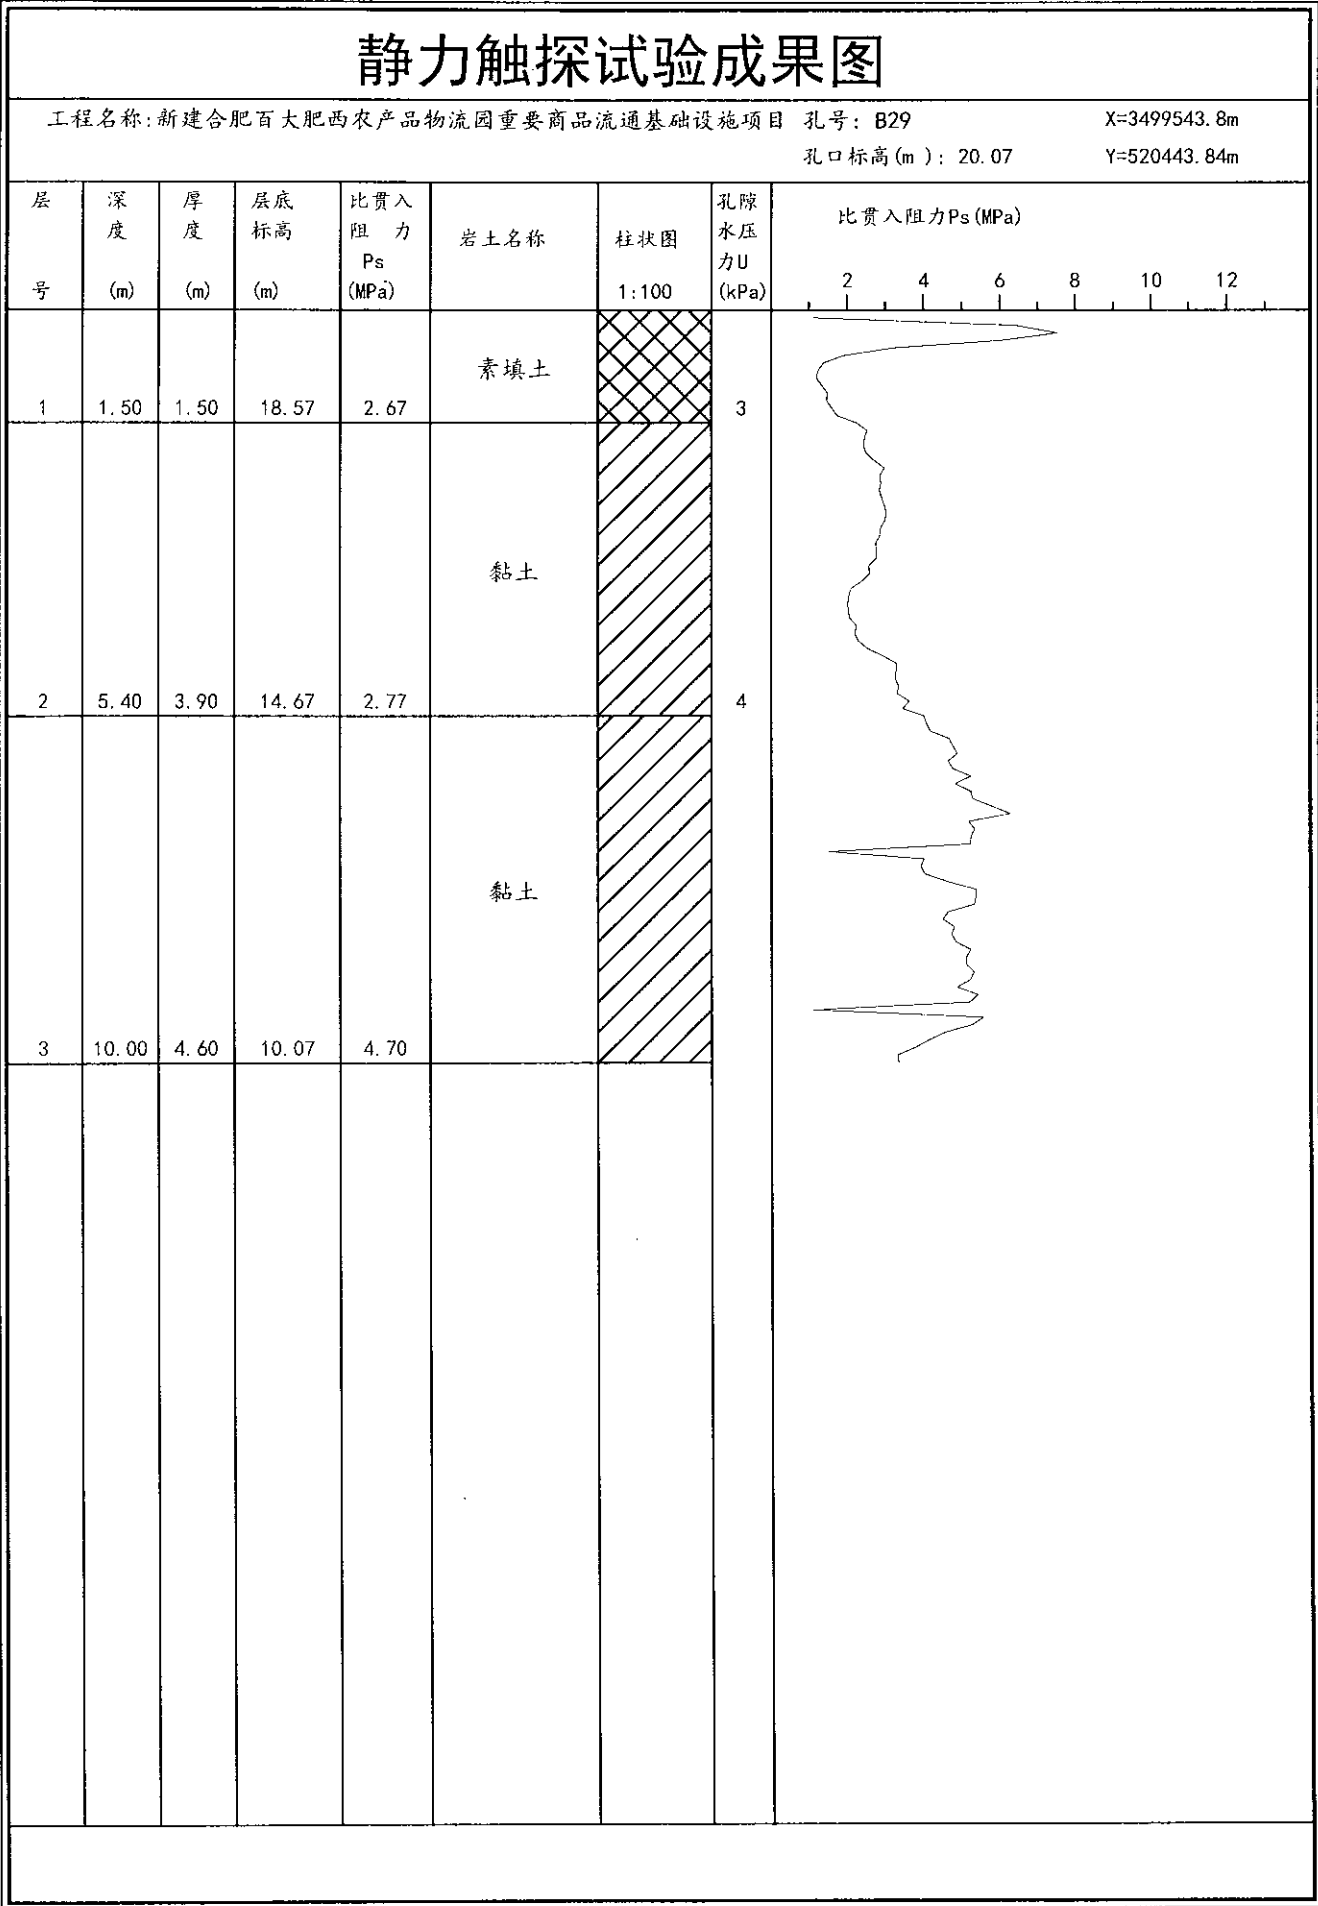 静力触探试验成果图
工程名称:新建合肥百大肥西农产品物流园重要商品流通基础设施项目 孔号: B29 X=3499543.8m
孔口标高(m): 20.07 Y=520443.84m
层号 深度(m) 厚度(m) 层底标高(m) 比贯入阻力Ps(MPa) 岩土名称 柱状图1:100 孔隙水压力U(kPa) 比贯入阻力Ps(MPa)
2 4 6 8 10 12
素填土
1 1.50 1.50 18.57 2.67 3
黏土
2 5.40 3.90 14.67 2.77 4
黏土
3 10.00 4.60 10.07 4.70